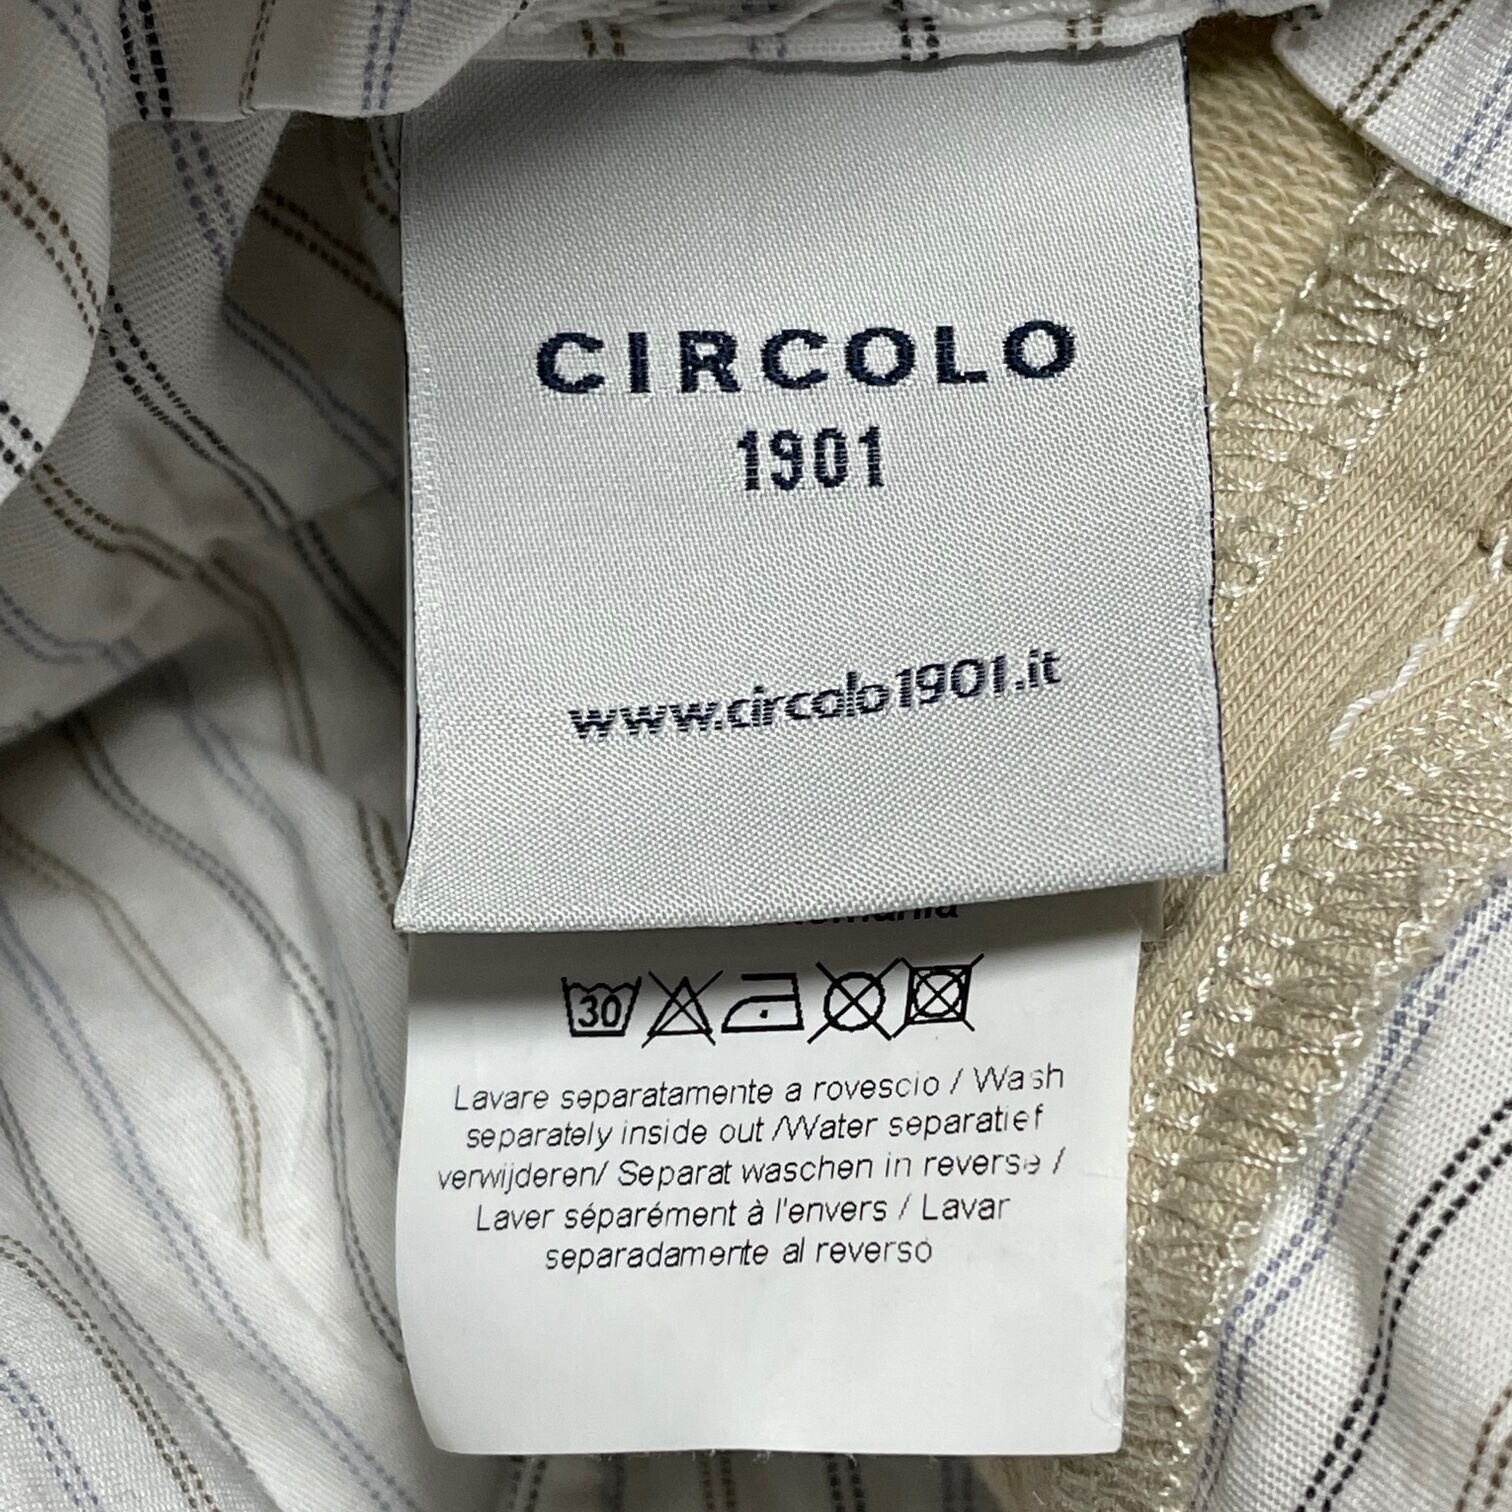 CIRCOLO
1901
www.circolo1901.it
30
Lavare separatamente a rovescio / Wash
separately inside out /Water separatief
verwijderen/ Separat waschen in reverse /
Laver séparément à l'envers / Lavar
separadamente al reverso